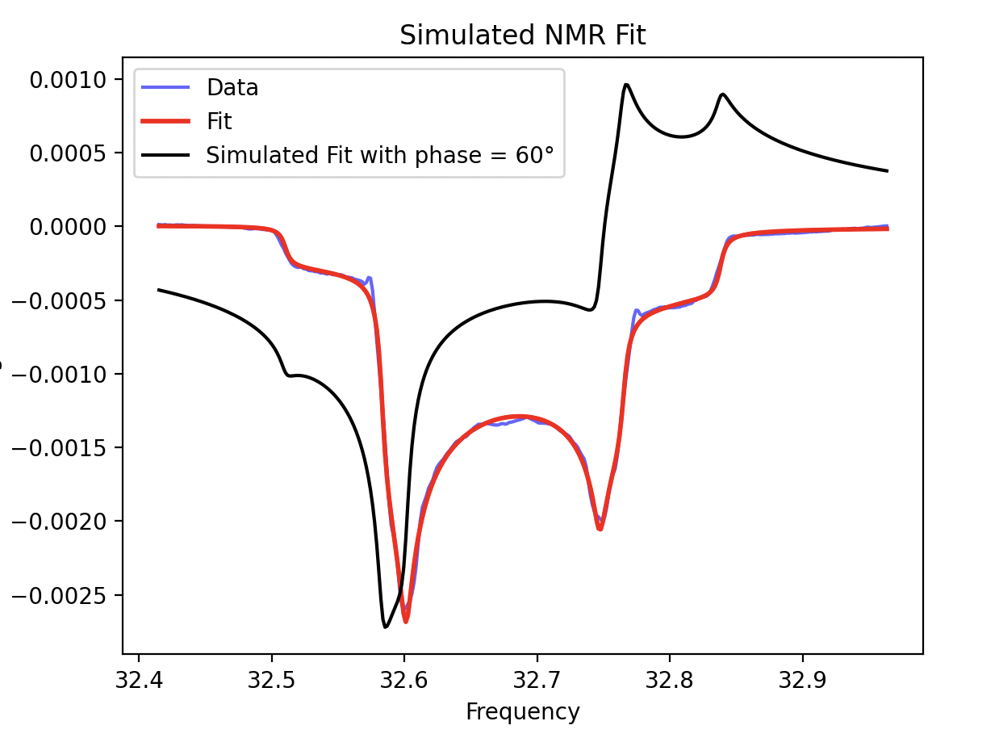 Simulated NMR Fit
Data
Fit
Simulated Fit with phase = 60°
0.0010
0.0005
0.0000
−0.0005
−0.0010
−0.0015
−0.0020
−0.0025
32.4 32.5 32.6 32.7 32.8 32.9
Frequency